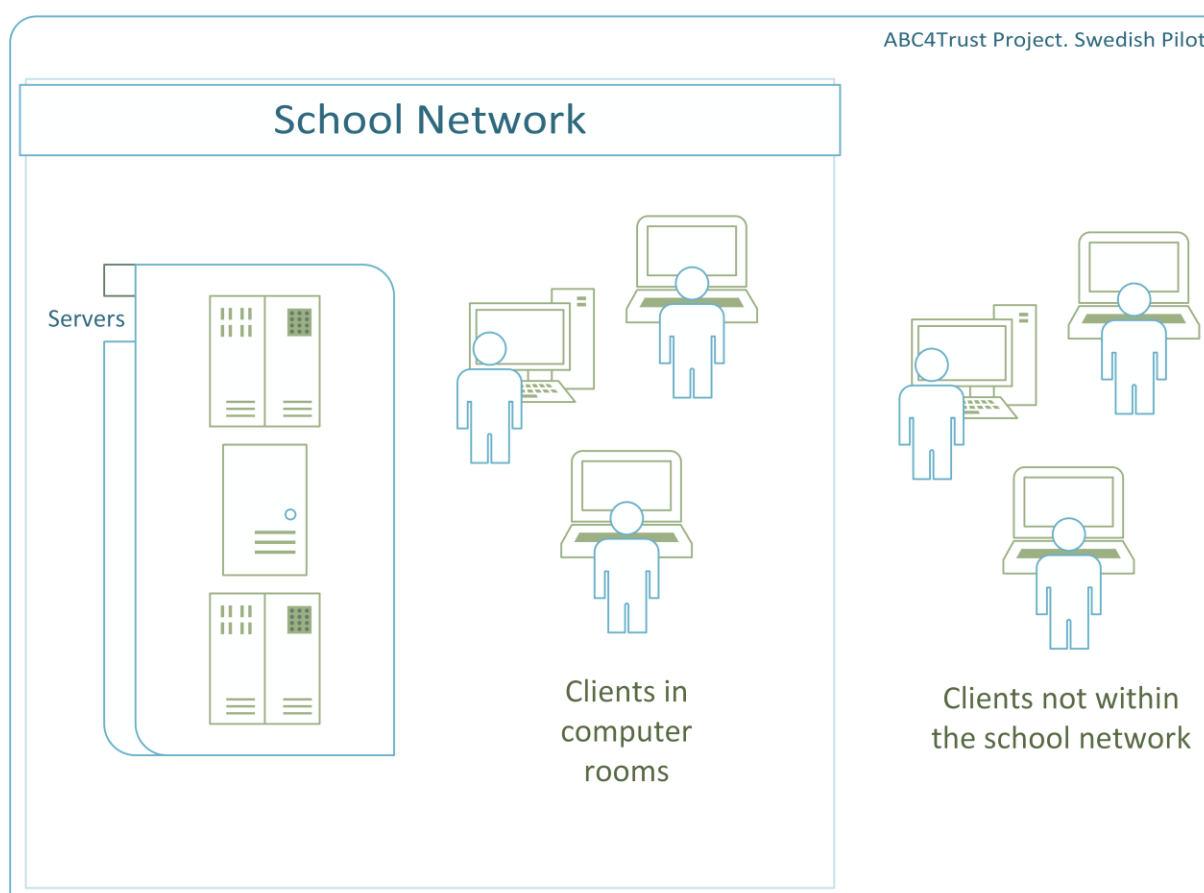 ABC4Trust Project. Swedish Pilot
School Network
Servers
Clients in
computer
rooms
Clients not within
the school network